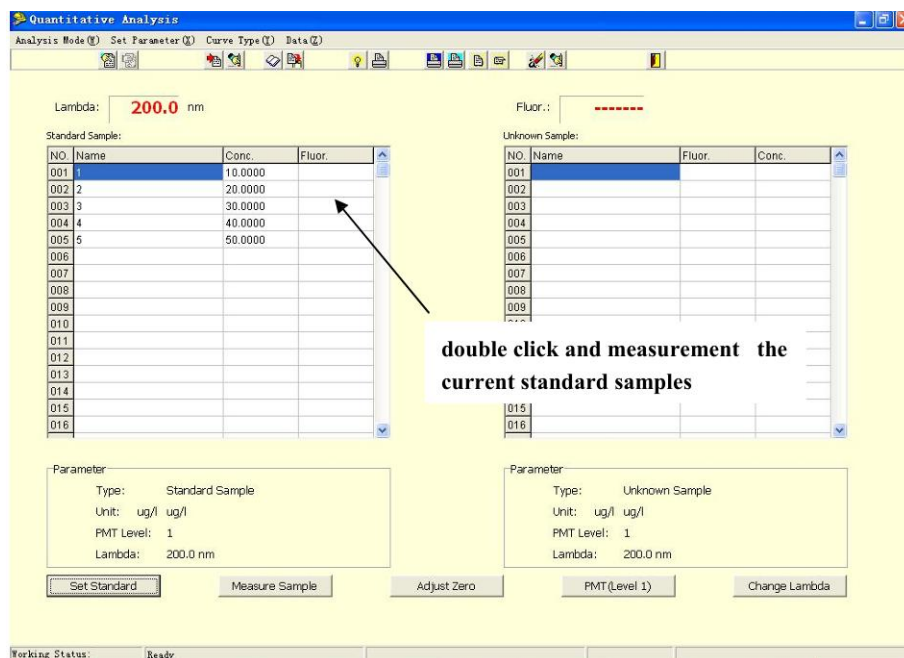 Quantitative Analysis
Analysis Mode(W) Set Parameter(X) Curve Type(Y) Data(Z)
Lambda: 200.0 nm Fluor.: -------
Standard Sample: Unknown Sample:
NO. Name Conc. Fluor. NO. Name Fluor. Conc.
001 1 10.0000 001
002 2 20.0000 002
003 3 30.0000 003
004 4 40.0000 004
005 5 50.0000 005
006 006
007 007
008 008
009 009
010
011
012
013
014
015 015
016 016
double click and measurement the
current standard samples
Parameter Parameter
Type: Standard Sample Type: Unknown Sample
Unit: ug/l ug/l Unit: ug/l ug/l
PMT Level: 1 PMT Level: 1
Lambda: 200.0 nm Lambda: 200.0 nm
Set Standard Measure Sample Adjust Zero PMT(Level 1) Change Lambda
Working Status: Ready